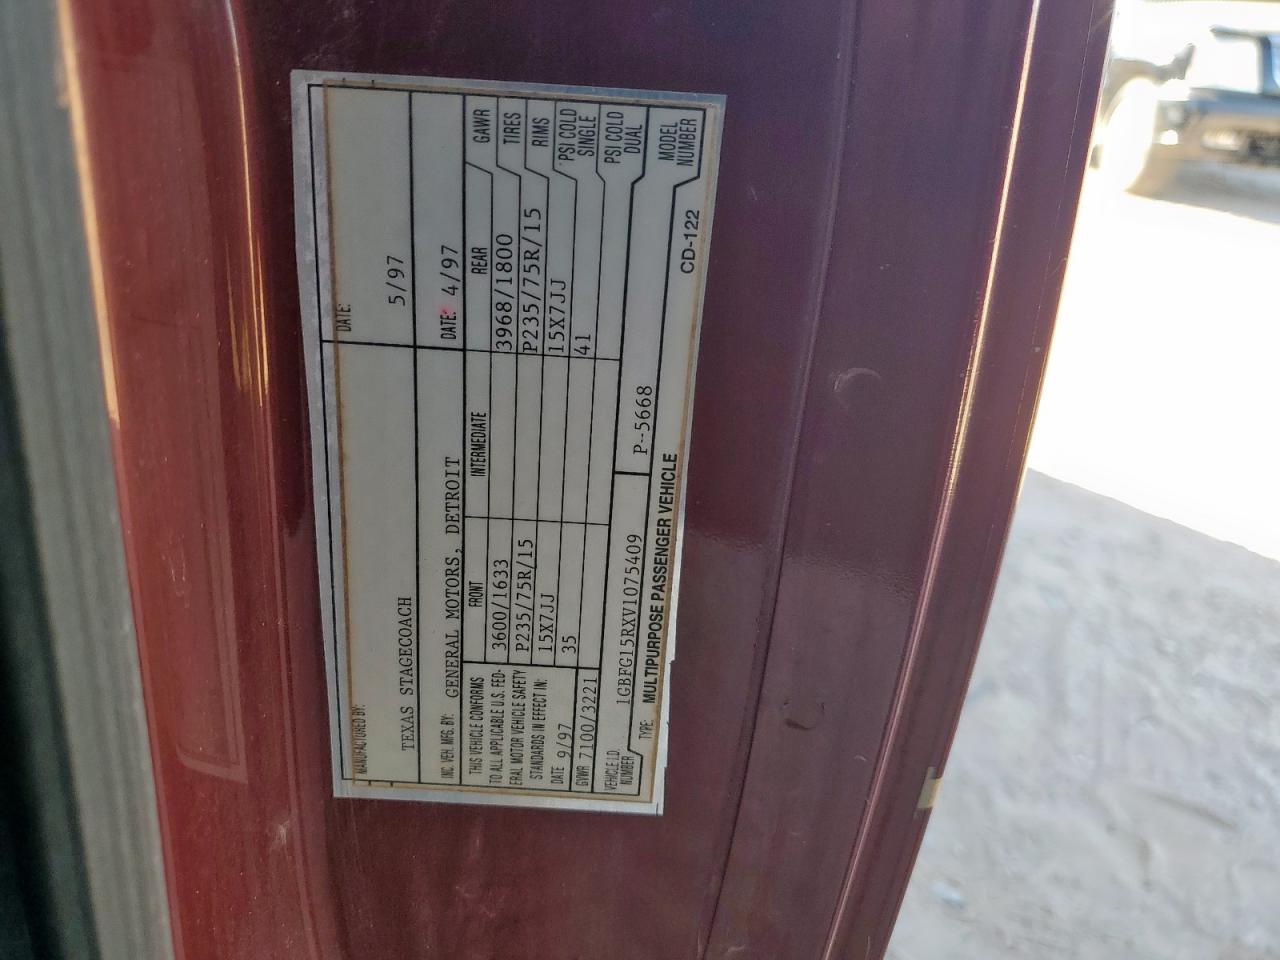 MANUFACTURED BY: DATE:
TEXAS STAGECOACH 5/97
INC. VEH. MFG. BY: GENERAL MOTORS, DETROIT DATE: 4/97
THIS VEHICLE CONFORMS TO ALL APPLICABLE U.S. FED-
ERAL MOTOR VEHICLE SAFETY
STANDARDS IN EFFECT IN:
DATE 9/97
GVWR 7100/3221
FRONT INTERMEDIATE REAR
3600/1633 3968/1800 GAWR
P235/75R/15 P235/75R/15 TIRES
15X7JJ 15X7JJ RIMS
35 41 PSI COLD SINGLE
PSI COLD DUAL
VEHICLE I.D. NUMBER 1GBFG15RXV1075409 P--5668 MODEL NUMBER
TYPE: MULTIPURPOSE PASSENGER VEHICLE CD-122